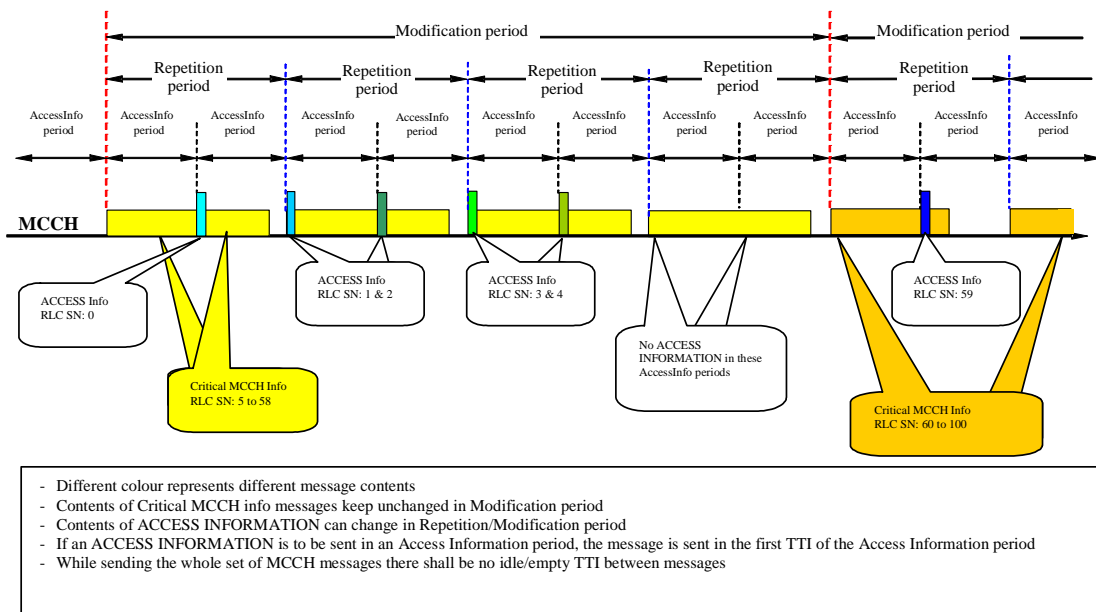 Modification period
Modification period
Repetition
period
Repetition
period
Repetition
period
Repetition
period
Repetition
period
AccessInfo
period
AccessInfo
period
AccessInfo
period
AccessInfo
period
AccessInfo
period
AccessInfo
period
AccessInfo
period
AccessInfo
period
AccessInfo
period
AccessInfo
period
AccessInfo
period
AccessInfo
period
MCCH
ACCESS Info
RLC SN: 0
ACCESS Info
RLC SN: 1 & 2
ACCESS Info
RLC SN: 3 & 4
ACCESS Info
RLC SN: 59
No ACCESS
INFORMATION in these
AccessInfo periods
Critical MCCH Info
RLC SN: 5 to 58
Critical MCCH Info
RLC SN: 60 to 100
- Different colour represents different message contents
- Contents of Critical MCCH info messages keep unchanged in Modification period
- Contents of ACCESS INFORMATION can change in Repetition/Modification period
- If an ACCESS INFORMATION is to be sent in an Access Information period, the message is sent in the first TTI of the Access Information period
- While sending the whole set of MCCH messages there shall be no idle/empty TTI between messages